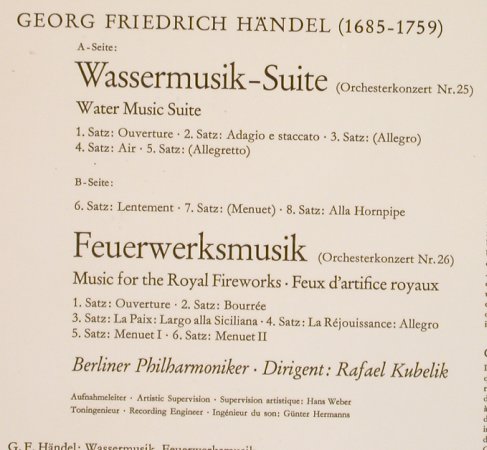 GEORG FRIEDRICH HÄNDEL (1685-1759)
A-Seite:
Wassermusik-Suite (Orchesterkonzert Nr.25)
Water Music Suite
1. Satz: Ouverture · 2. Satz: Adagio e staccato · 3. Satz: (Allegro)
4. Satz: Air · 5. Satz: (Allegretto)
B-Seite:
6. Satz: Lentement · 7. Satz: (Menuet) · 8. Satz: Alla Hornpipe
Feuerwerksmusik (Orchesterkonzert Nr.26)
Music for the Royal Fireworks · Feux d'artifice royaux
1. Satz: Ouverture · 2. Satz: Bourrée
3. Satz: La Paix: Largo alla Siciliana · 4. Satz: La Réjouissance: Allegro
5. Satz: Menuet I · 6. Satz: Menuet II
Berliner Philharmoniker · Dirigent: Rafael Kubelik
Aufnahmeleiter · Artistic Supervision · Supervision artistique: Hans Weber
Toningenieur · Recording Engineer · Ingénieur du son: Günter Hermanns
G. F. Händel: Wassermusik, Feuerwerksmusik